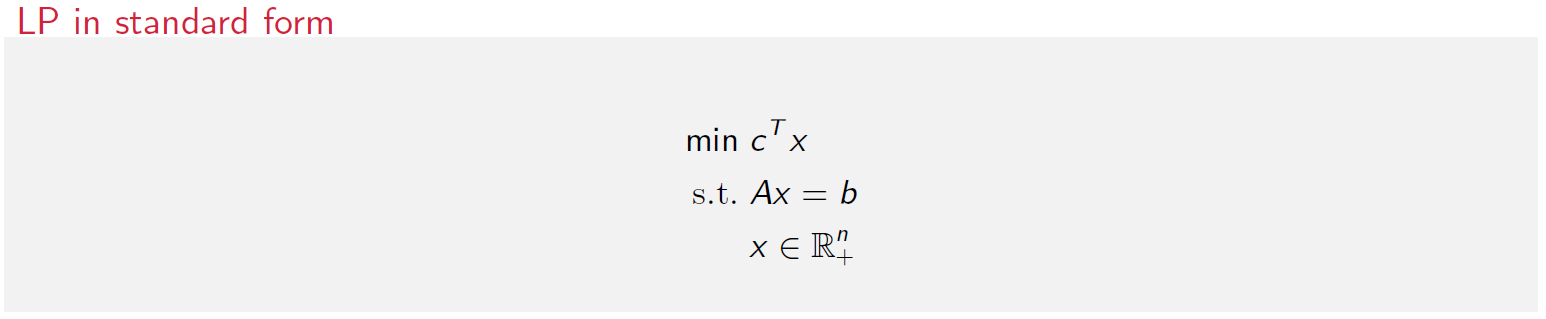 LP in standard form
min c^T x
s.t. Ax = b
x ∈ ℝ^n_+